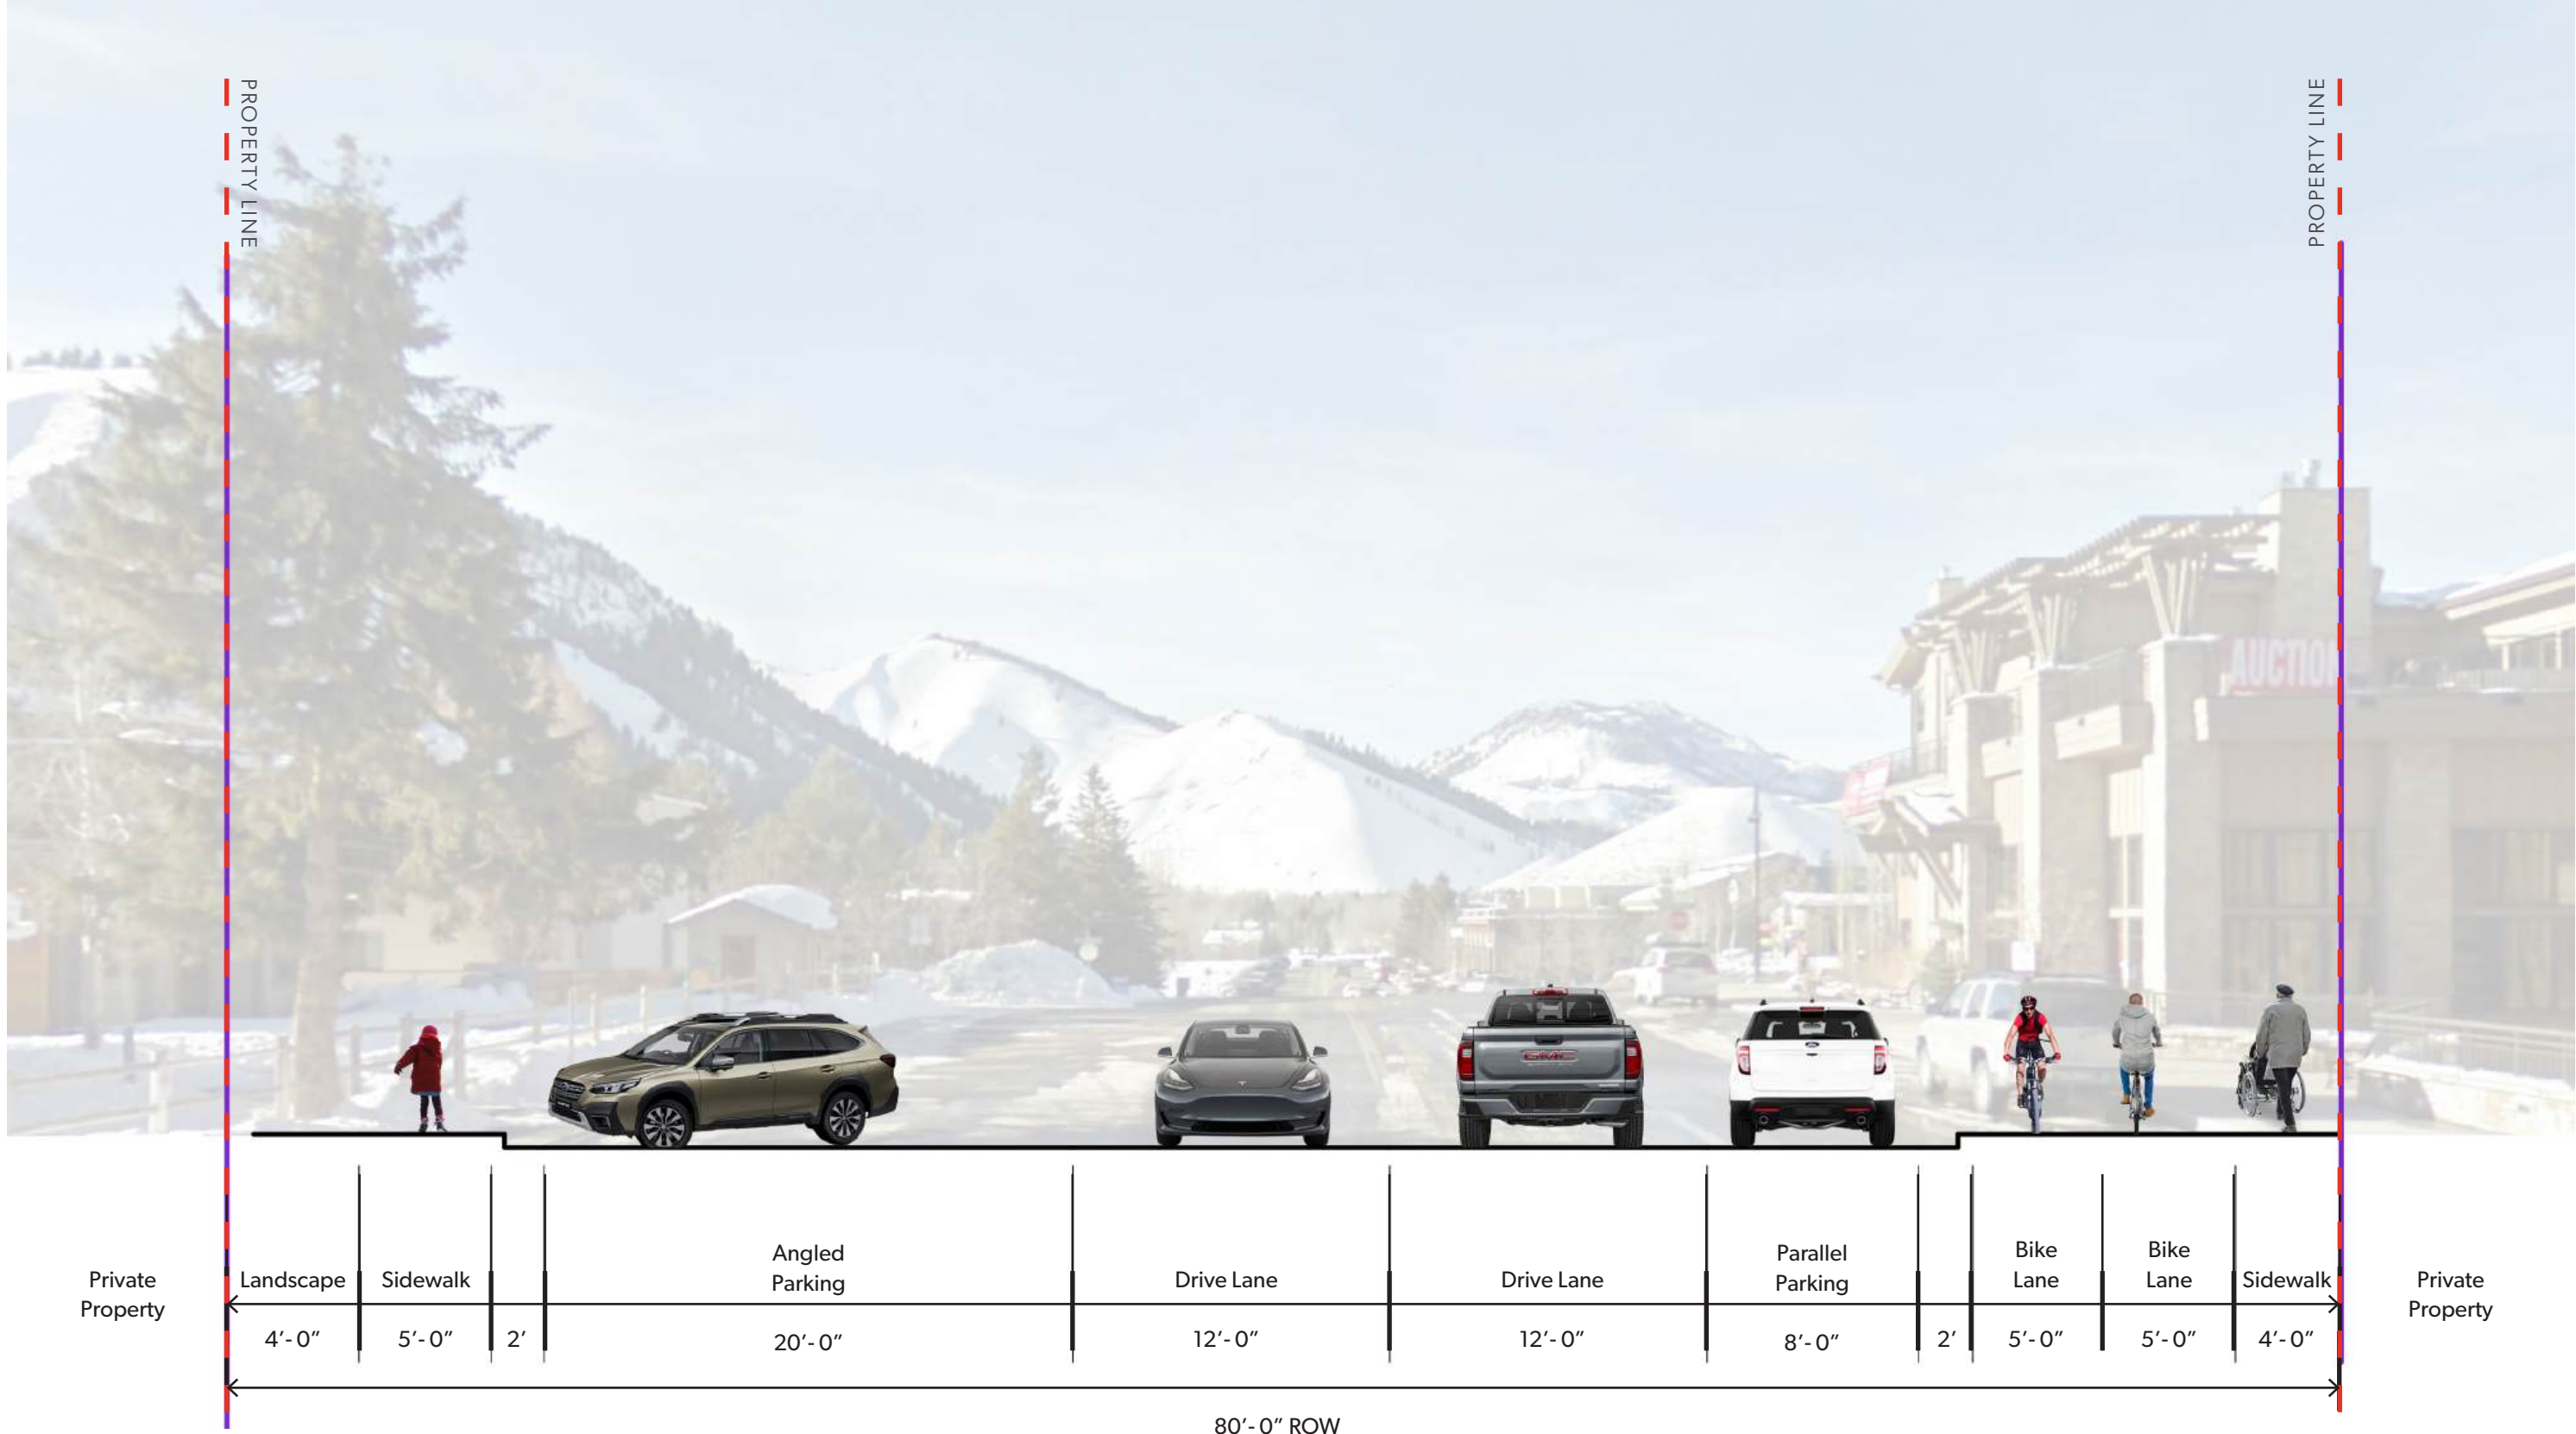 PROPERTY LINE
PROPERTY LINE
AUCTION
GMC
Private
Property
Landscape
Sidewalk
Angled
Parking
Drive Lane
Drive Lane
Parallel
Parking
Bike
Lane
Bike
Lane
Sidewalk
Private
Property
4'-0"
5'-0"
2'
20'-0"
12'-0"
12'-0"
8'-0"
2'
5'-0"
5'-0"
4'-0"
80'-0" ROW